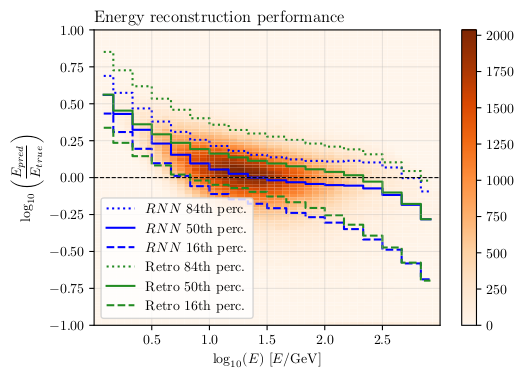 Energy reconstruction performance
1.00
0.75
0.50
0.25
0.00
−0.25
−0.50
−0.75
−1.00
log10(Epred/Etrue)
RNN 84th perc.
RNN 50th perc.
RNN 16th perc.
Retro 84th perc.
Retro 50th perc.
Retro 16th perc.
0.5 1.0 1.5 2.0 2.5
log10(E) [E/GeV]
2000
1750
1500
1250
1000
750
500
250
0